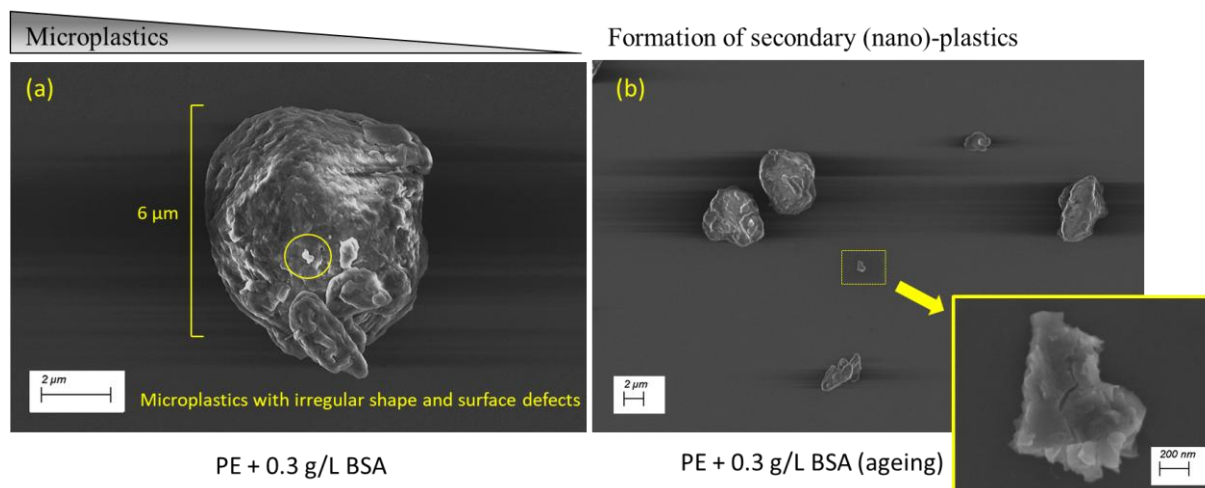 Microplastics
Formation of secondary (nano)-plastics
(a)
6 µm
2 µm
Microplastics with irregular shape and surface defects
PE + 0.3 g/L BSA
(b)
2 µm
200 nm
PE + 0.3 g/L BSA (ageing)